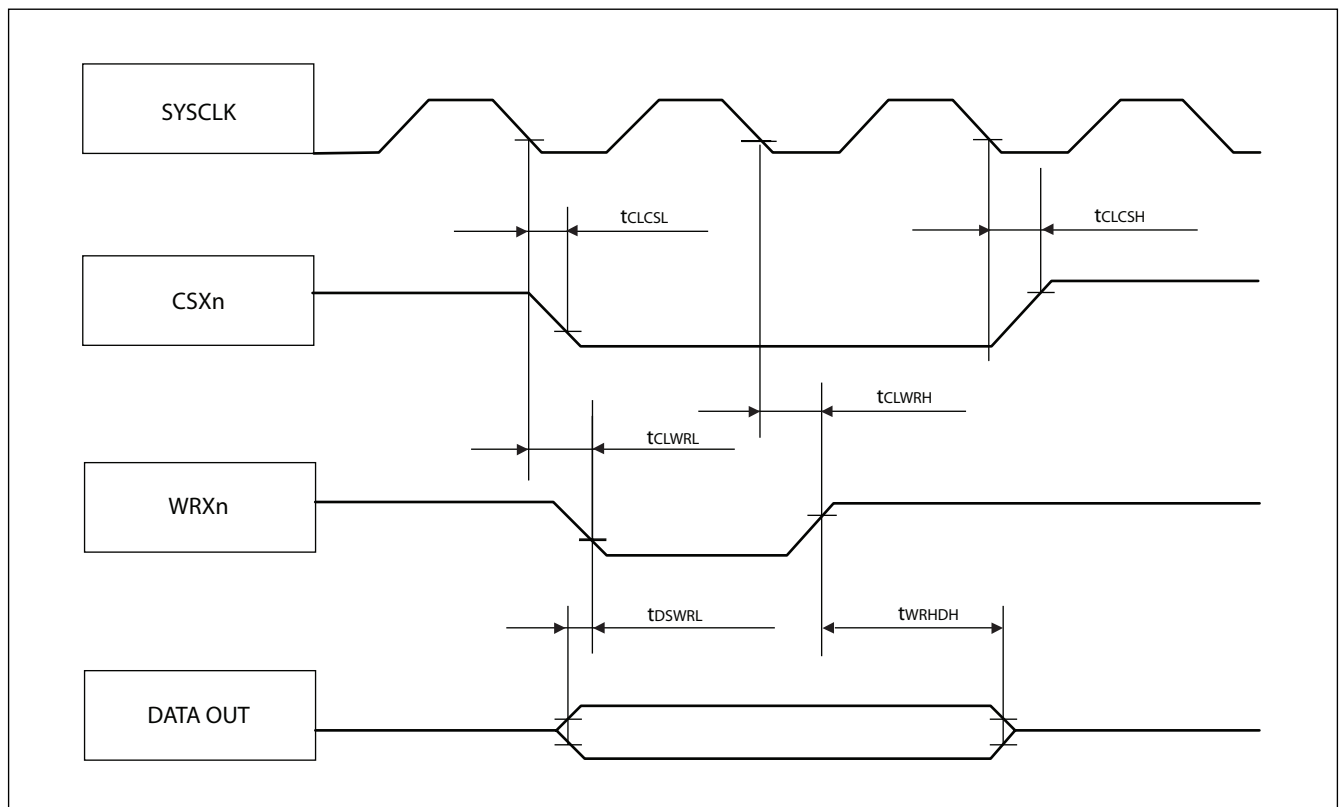 SYSCLK
tCLCSL
tCLCSH
CSXn
tCLWRH
tCLWRL
WRXn
tDSWRL
tWRHDH
DATA OUT